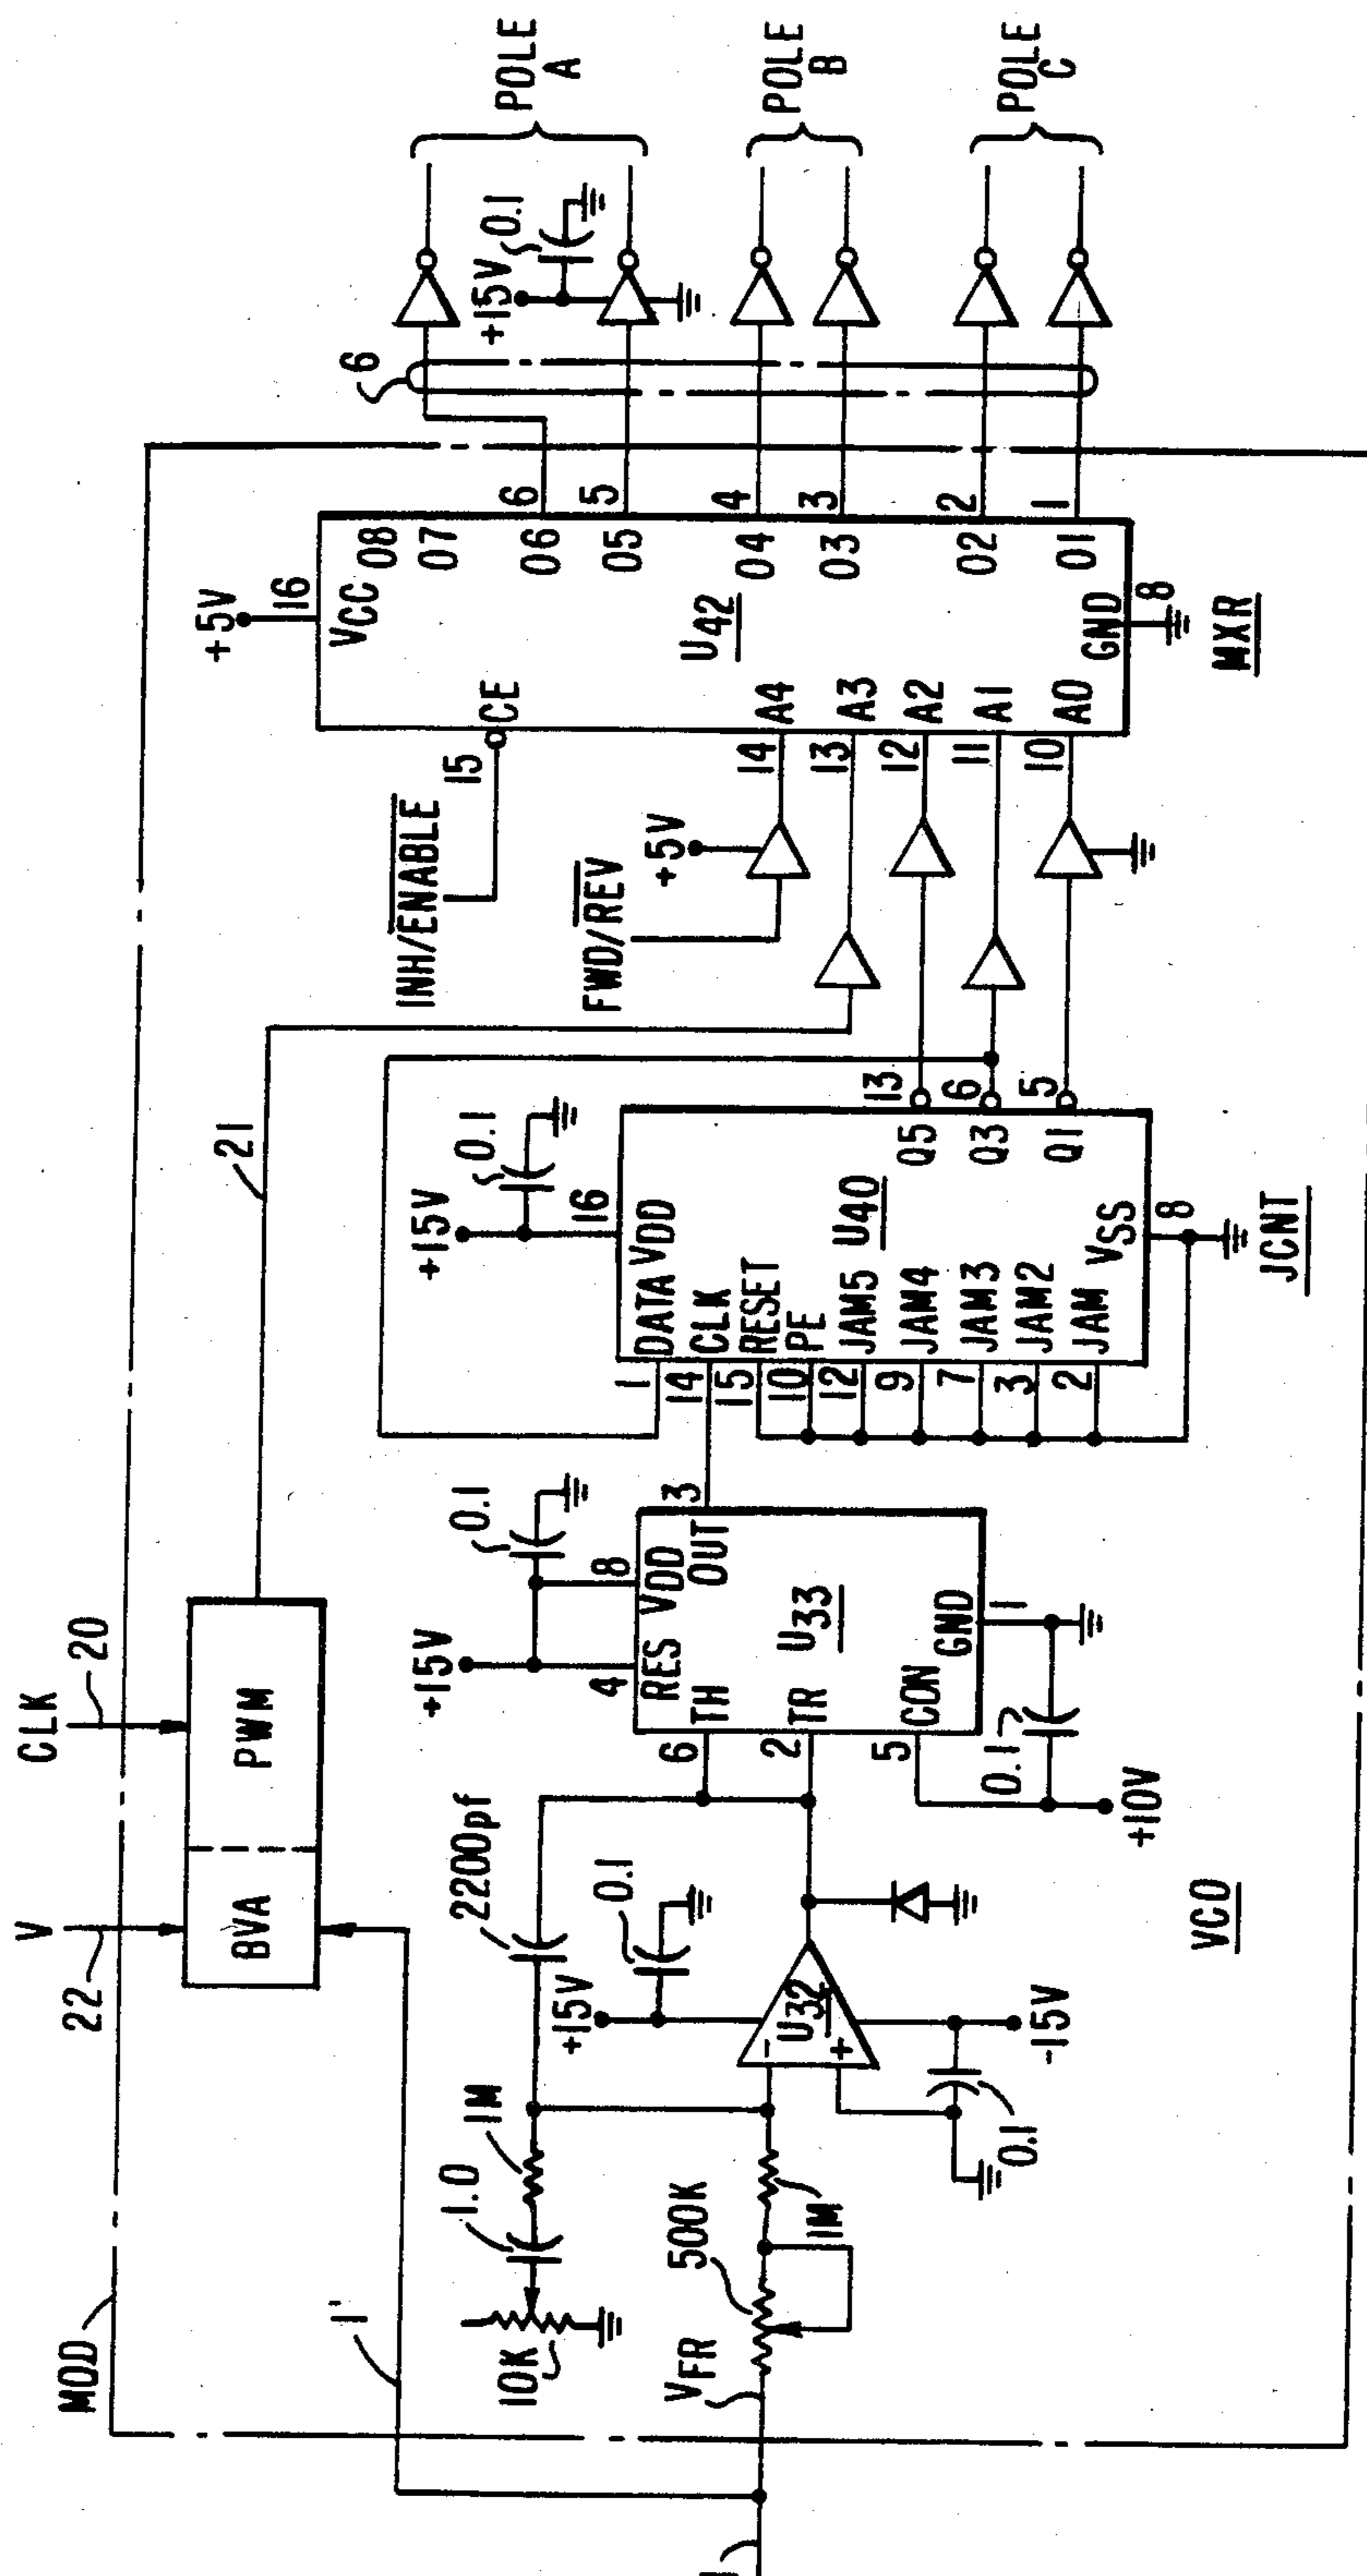 CLK
20
V
22
BVA
PWM
21
MOD
1'
INH/ENABLE
FWD/REV
+5V
+5V
16
VCC
08
07
06
05
04
03
02
01
U42
CE
15
A4
A3
A2
A1
A0
14
13
12
11
10
GND
8
MXR
6
5
4
3
2
1
6
+15V
0.1
POLE
A
POLE
B
POLE
C
+15V
0.1
16
DATA
VDD
CLK
RESET
PE
JAM5
JAM4
JAM3
JAM2
JAM
VSS
8
U40
Q5
Q3
Q1
13
6
5
1
14
15
10
12
9
7
3
2
JCNT
+15V
0.1
4
8
RES
VDD
OUT
3
TH
TR
CON
GND
1
U33
6
2
5
0.1
+10V
2200pf
+15V
0.1
U32
-
+
-15V
0.1
1M
1.0
10K
500K
1M
VFR
VCO